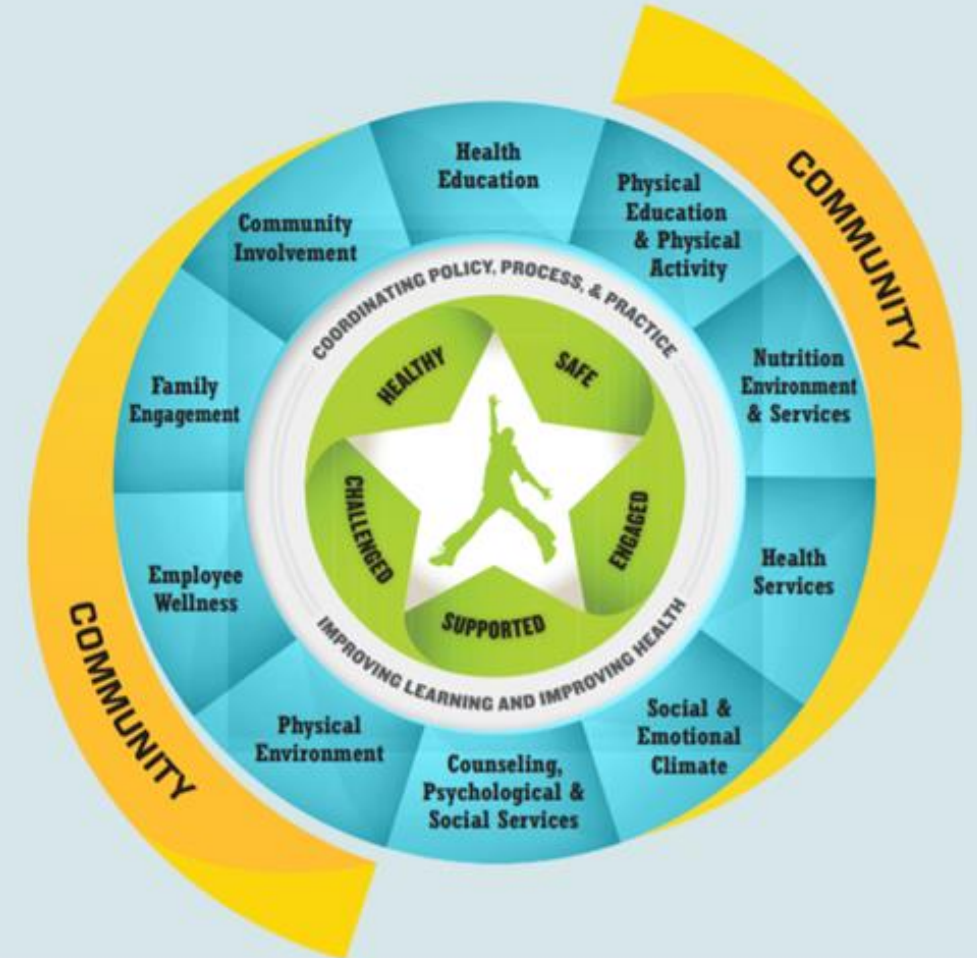 COMMUNITY
Health
Education
Physical
Education
& Physical
Activity
Nutrition
Environment
& Services
Health
Services
Social &
Emotional
Climate
Counseling,
Psychological &
Social Services
Physical
Environment
Employee
Wellness
Family
Engagement
Community
Involvement
COORDINATING POLICY, PROCESS, & PRACTICE
IMPROVING LEARNING AND IMPROVING HEALTH
HEALTHY
SAFE
ENGAGED
SUPPORTED
CHALLENGED
COMMUNITY